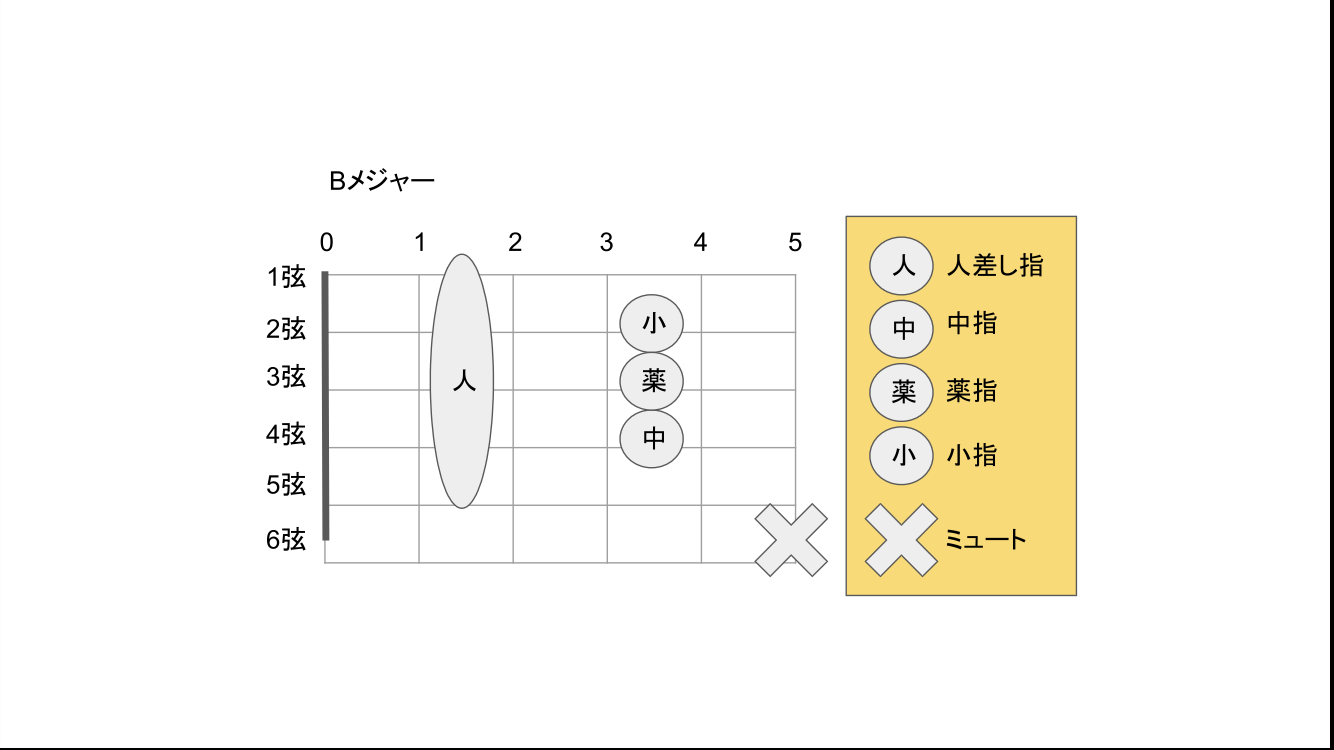 Bメジャー
0 1 2 3 4 5
1弦
2弦
3弦
4弦
5弦
6弦
人
小
薬
中
人 人差し指
中 中指
薬 薬指
小 小指
ミュート